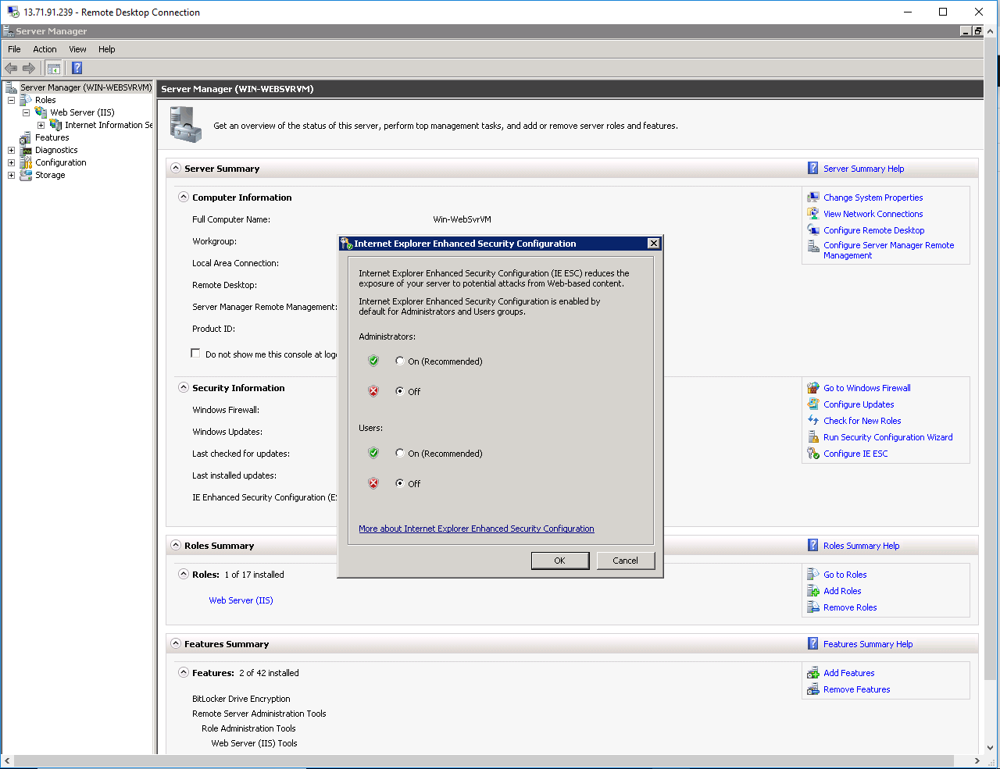 13.71.91.239 - Remote Desktop Connection
Server Manager
File Action View Help
Server Manager (WIN-WEBSVRVM)
Roles
Web Server (IIS)
Internet Information Se
Features
Diagnostics
Configuration
Storage
Server Manager (WIN-WEBSVRVM)
Get an overview of the status of this server, perform top management tasks, and add or remove server roles and features.
Server Summary
Server Summary Help
Computer Information
Full Computer Name: Win-WebSvrVM
Workgroup:
Local Area Connection:
Remote Desktop:
Server Manager Remote Management:
Product ID:
Do not show me this console at logo
Change System Properties
View Network Connections
Configure Remote Desktop
Configure Server Manager Remote
Management
Internet Explorer Enhanced Security Configuration
Internet Explorer Enhanced Security Configuration (IE ESC) reduces the
exposure of your server to potential attacks from Web-based content.
Internet Explorer Enhanced Security Configuration is enabled by
default for Administrators and Users groups.
Administrators:
On (Recommended)
Off
Users:
On (Recommended)
Off
More about Internet Explorer Enhanced Security Configuration
OK Cancel
Security Information
Windows Firewall:
Windows Updates:
Last checked for updates:
Last installed updates:
IE Enhanced Security Configuration (ES
Go to Windows Firewall
Configure Updates
Check for New Roles
Run Security Configuration Wizard
Configure IE ESC
Roles Summary
Roles Summary Help
Roles: 1 of 17 installed
Web Server (IIS)
Go to Roles
Add Roles
Remove Roles
Features Summary
Features Summary Help
Features: 2 of 42 installed
BitLocker Drive Encryption
Remote Server Administration Tools
Role Administration Tools
Web Server (IIS) Tools
Add Features
Remove Features